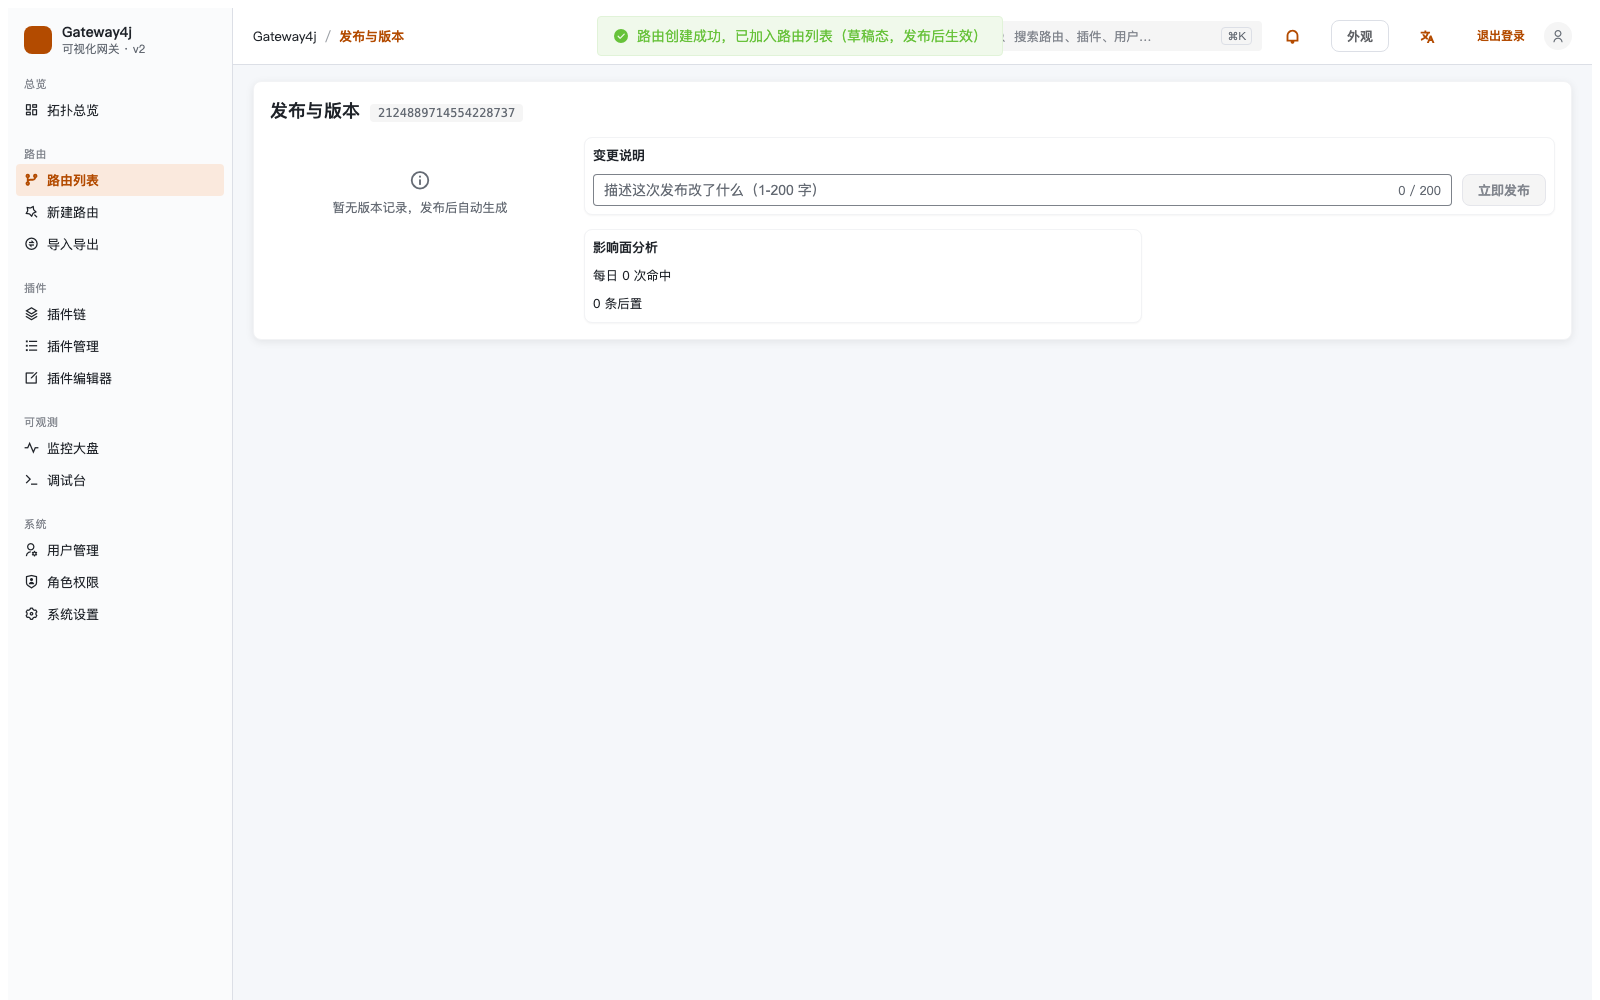 Gateway4j
可视化网关 · v2
总览
拓扑总览
路由
路由列表
新建路由
导入导出
插件
插件链
插件管理
插件编辑器
可观测
监控大盘
调试台
系统
用户管理
角色权限
系统设置
Gateway4j / 发布与版本
路由创建成功，已加入路由列表（草稿态，发布后生效）
搜索路由、插件、用户...
⌘K
外观
退出登录
发布与版本 2124889714554228737
暂无版本记录，发布后自动生成
变更说明
描述这次发布改了什么（1-200 字）
0 / 200
立即发布
影响面分析
每日 0 次命中
0 条后置